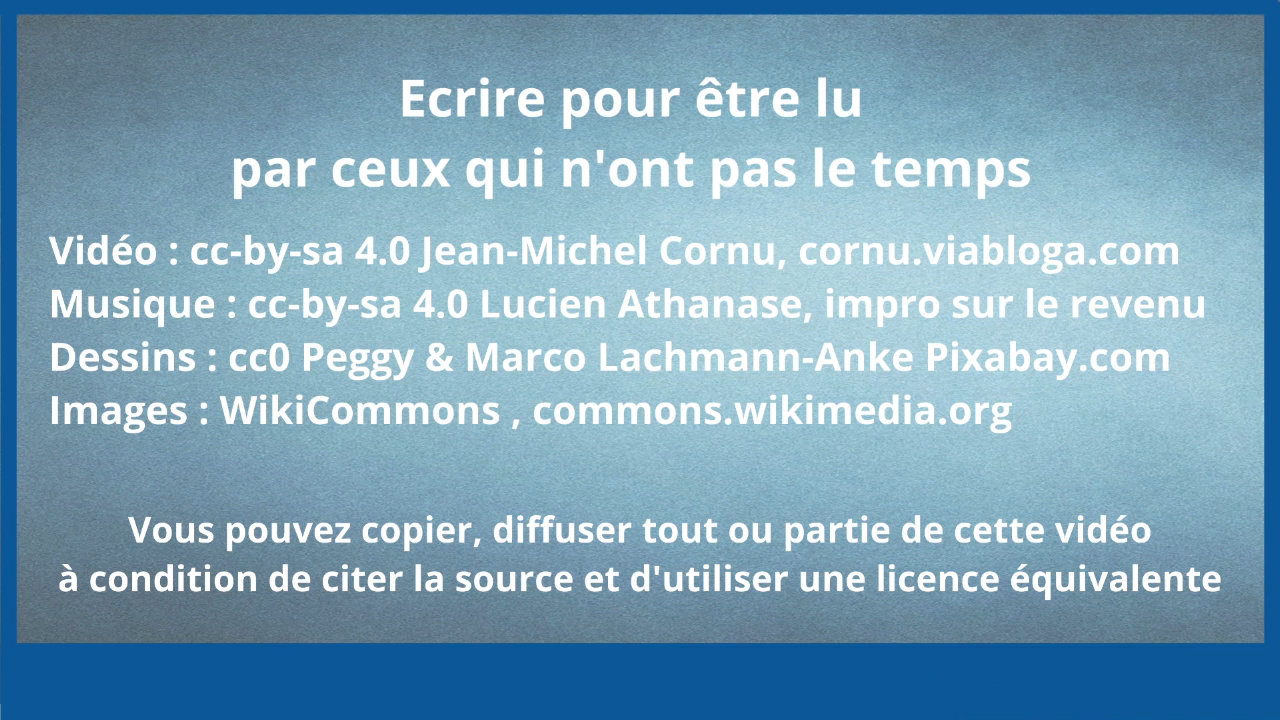 Ecrire pour être lu
par ceux qui n'ont pas le temps
Vidéo : cc-by-sa 4.0 Jean-Michel Cornu, cornu.viabloga.com
Musique : cc-by-sa 4.0 Lucien Athanase, impro sur le revenu
Dessins : cc0 Peggy & Marco Lachmann-Anke Pixabay.com
Images : WikiCommons , commons.wikimedia.org
Vous pouvez copier, diffuser tout ou partie de cette vidéo
à condition de citer la source et d'utiliser une licence équivalente